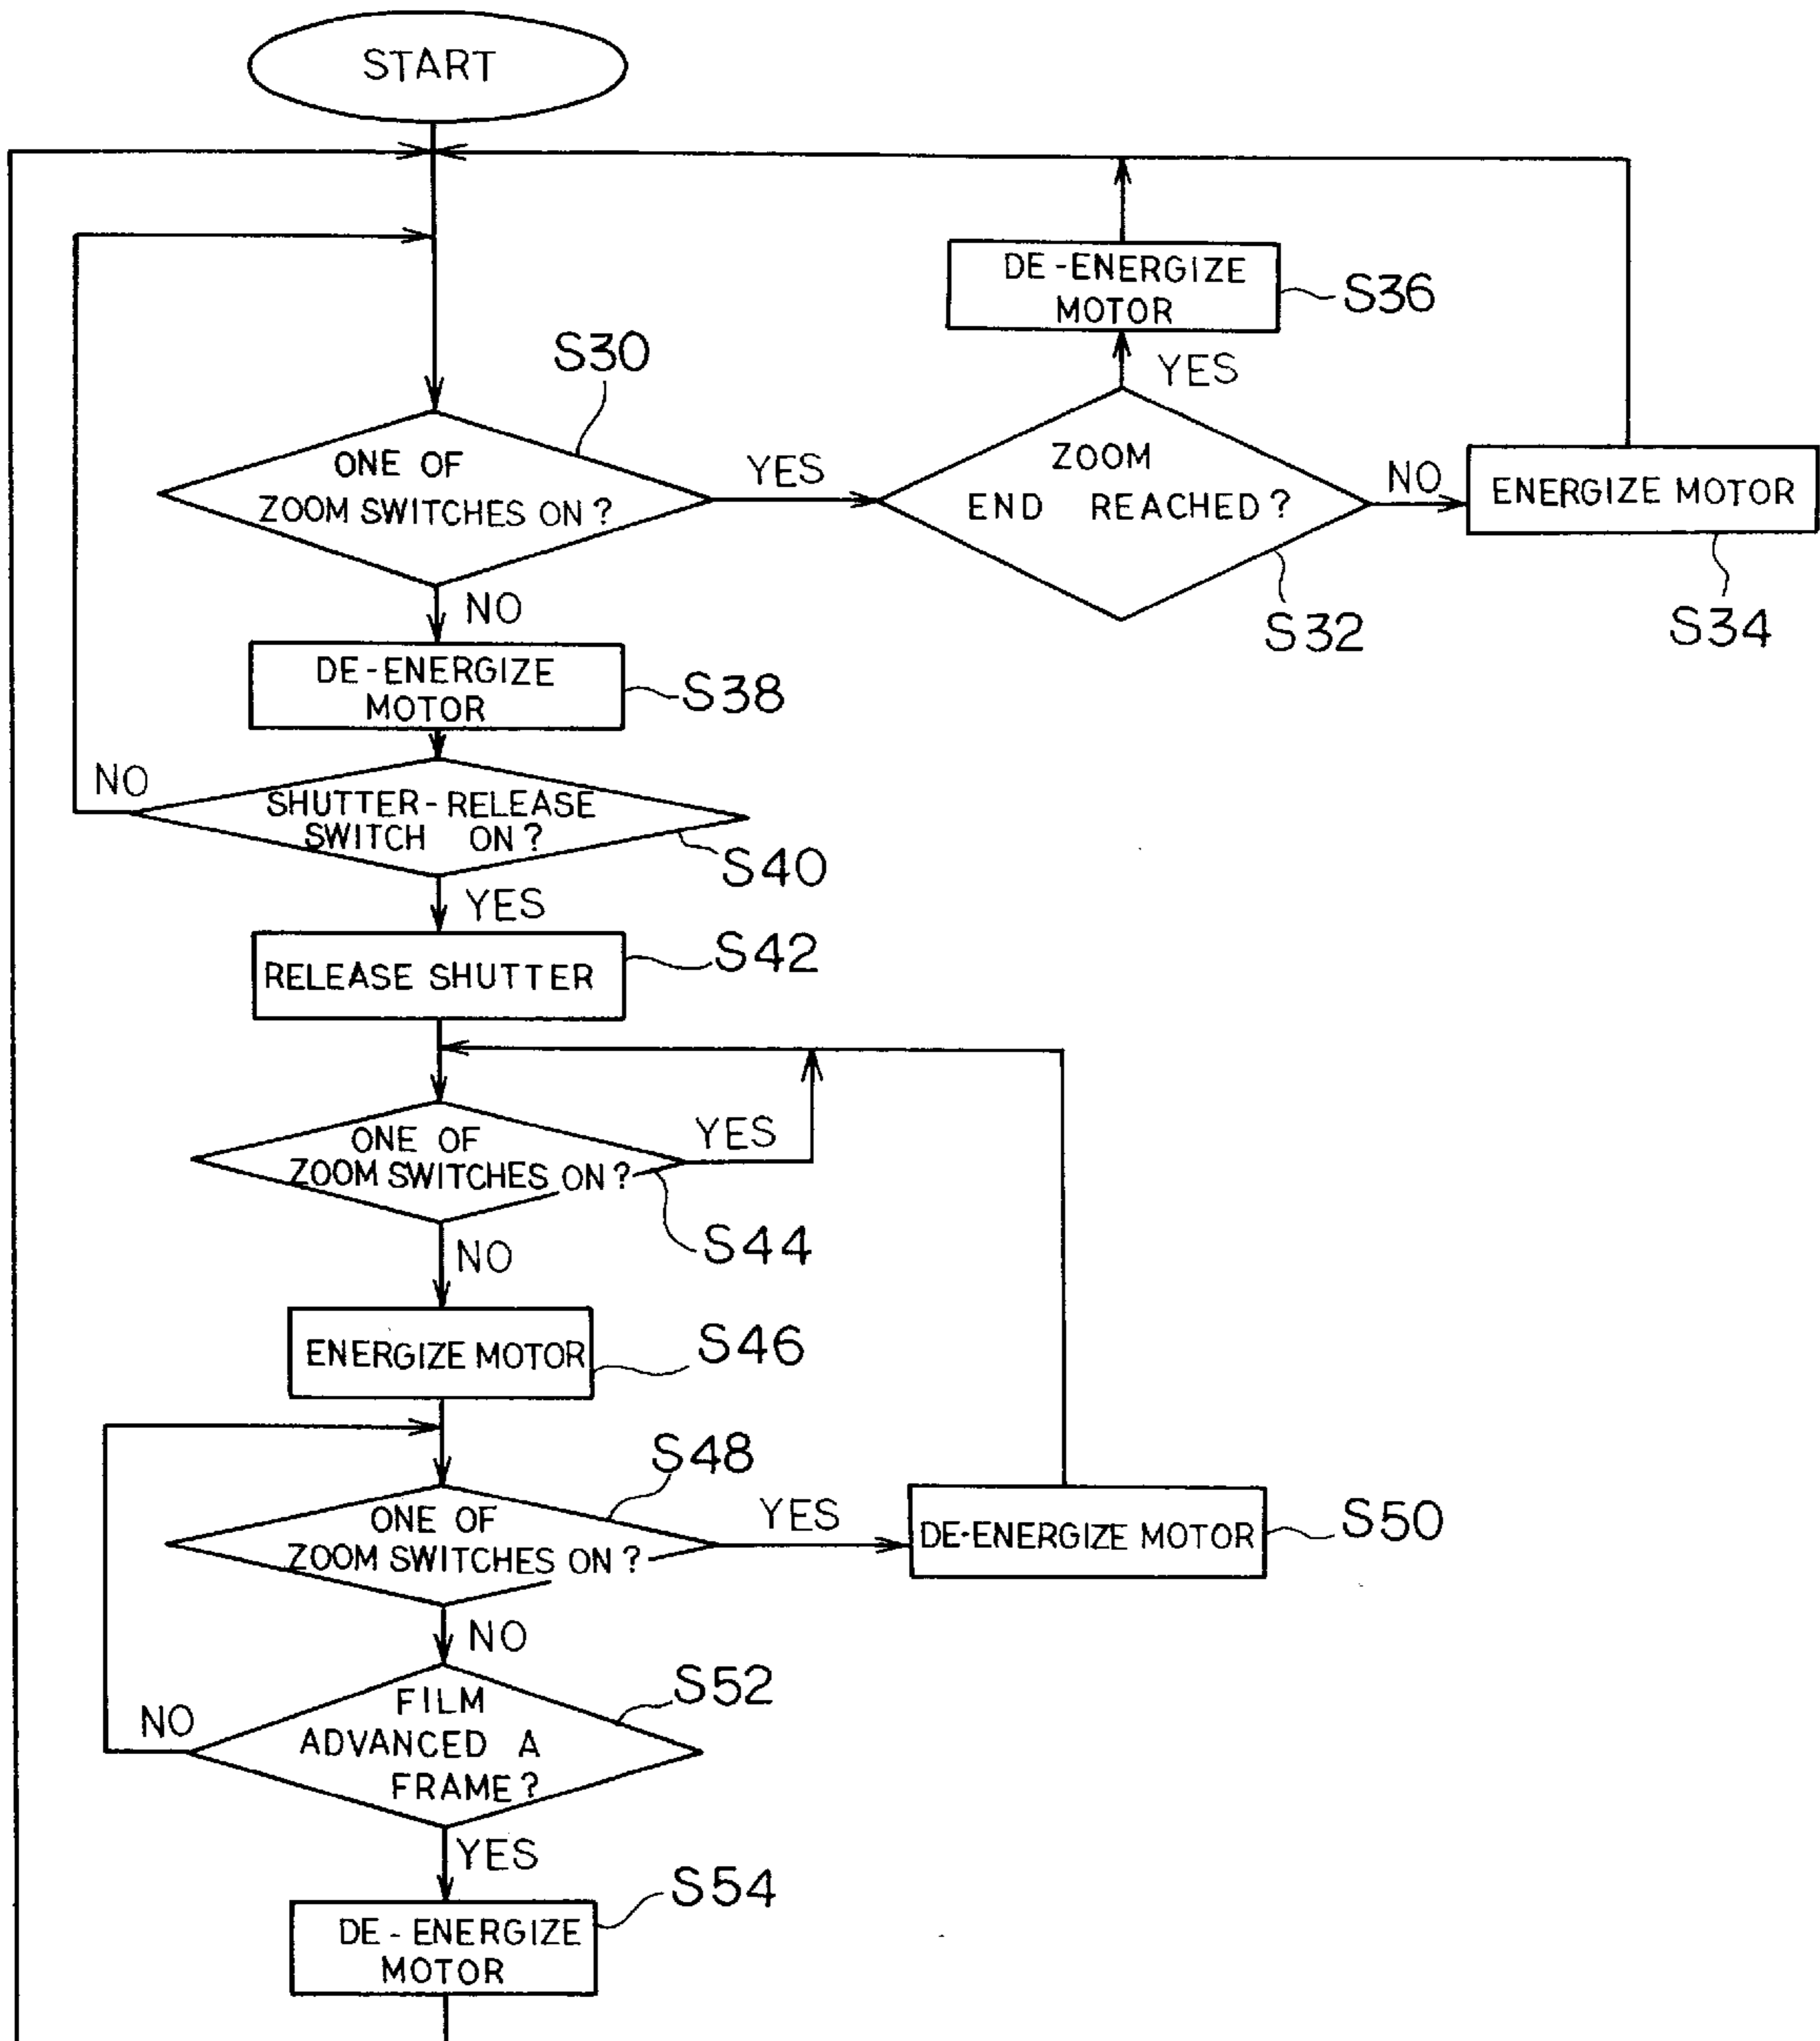 START
DE-ENERGIZE
MOTOR
S36
YES
S30
ONE OF
ZOOM SWITCHES ON?
YES
ZOOM
END REACHED?
NO
ENERGIZE MOTOR
S32
S34
NO
DE-ENERGIZE
MOTOR
S38
NO
SHUTTER-RELEASE
SWITCH ON?
S40
YES
RELEASE SHUTTER
S42
ONE OF
ZOOM SWITCHES ON?
YES
S44
NO
ENERGIZE MOTOR
S46
S48
ONE OF
ZOOM SWITCHES ON?
YES
DE-ENERGIZE MOTOR
S50
NO
S52
FILM
ADVANCED A
FRAME?
NO
YES
S54
DE-ENERGIZE
MOTOR